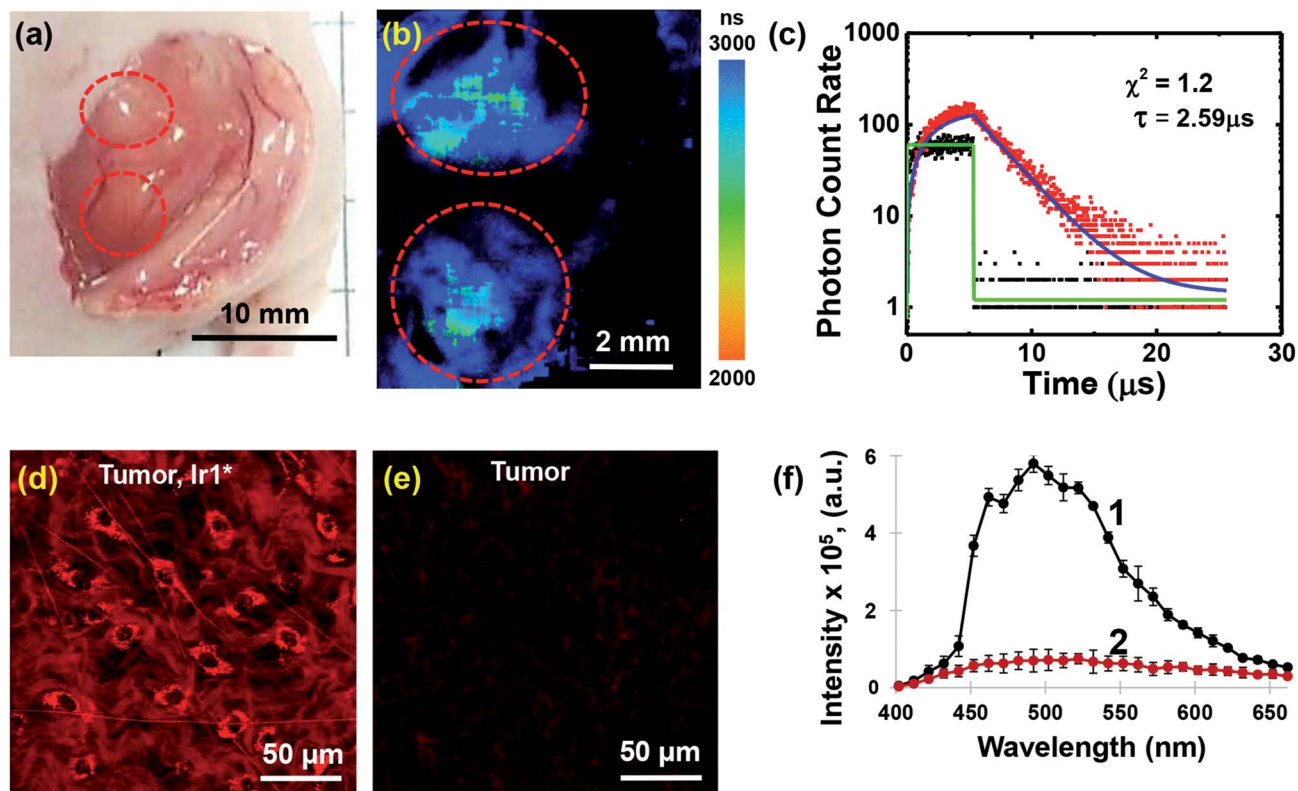 (a)
10 mm
(b)
2 mm
ns
3000
2000
(c)
1000
100
10
1
χ² = 1.2
τ = 2.59μs
Photon Count Rate
0 10 20 30
Time (μs)
(d)
Tumor, Ir1*
50 μm
(e)
Tumor
50 μm
(f)
6
4
2
0
1
2
Intensity x 10⁵, (a.u.)
400 450 500 550 600 650
Wavelength (nm)